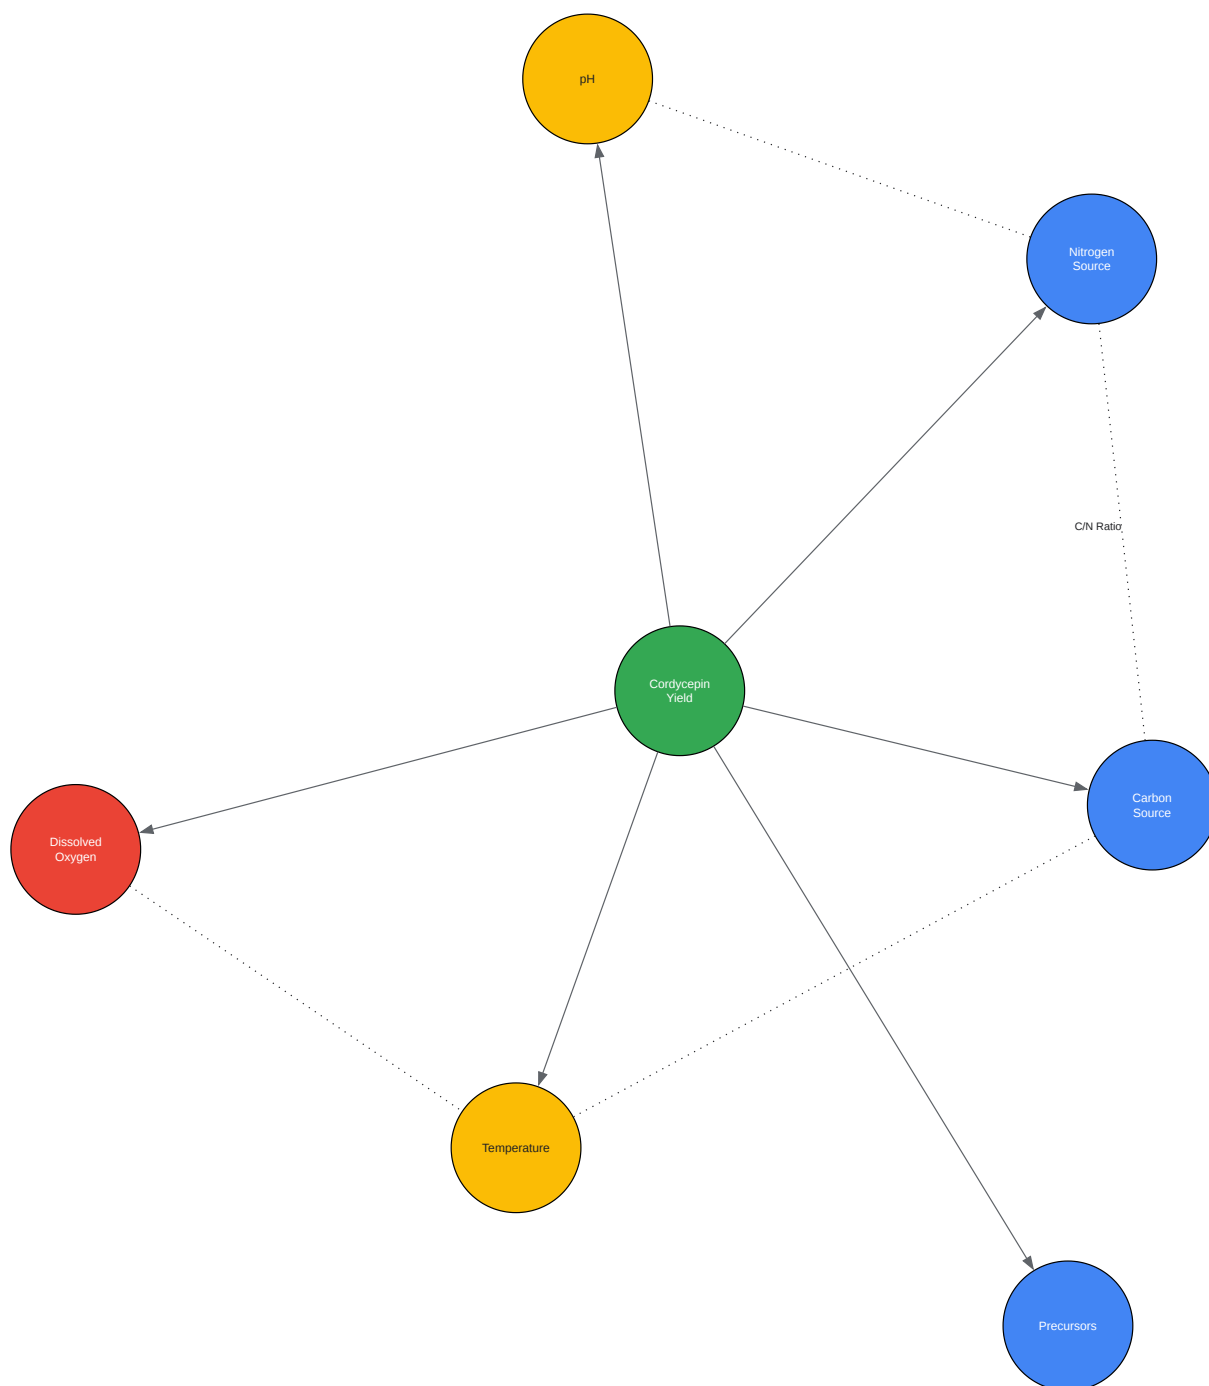 pH
Nitrogen
Source
C/N Ratio
Cordycepin
Yield
Carbon
Source
Dissolved
Oxygen
Temperature
Precursors